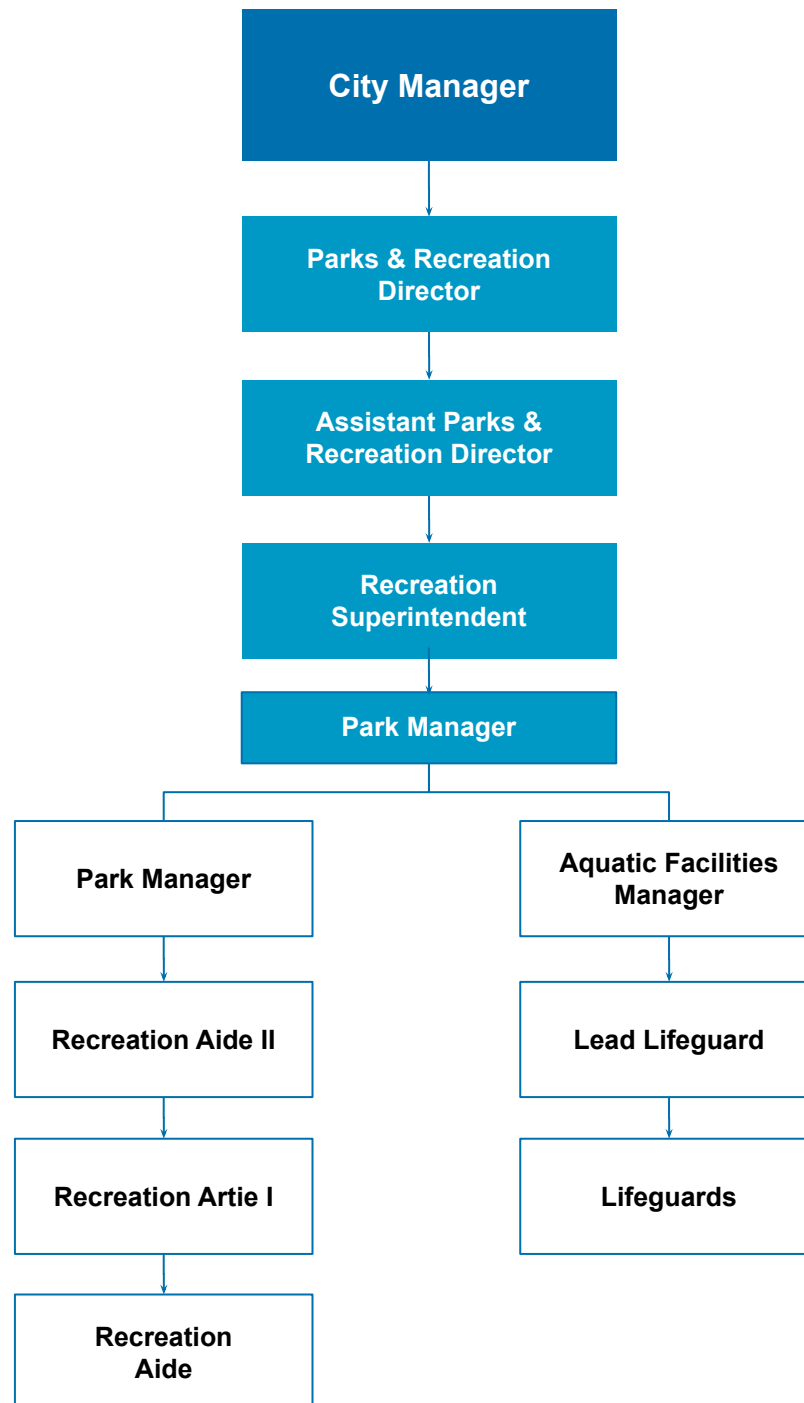 City Manager
Parks & Recreation
Director
Assistant Parks &
Recreation Director
Recreation
Superintendent
Park Manager
Park Manager
Aquatic Facilities
Manager
Recreation Aide II
Lead Lifeguard
Recreation Artie I
Lifeguards
Recreation
Aide